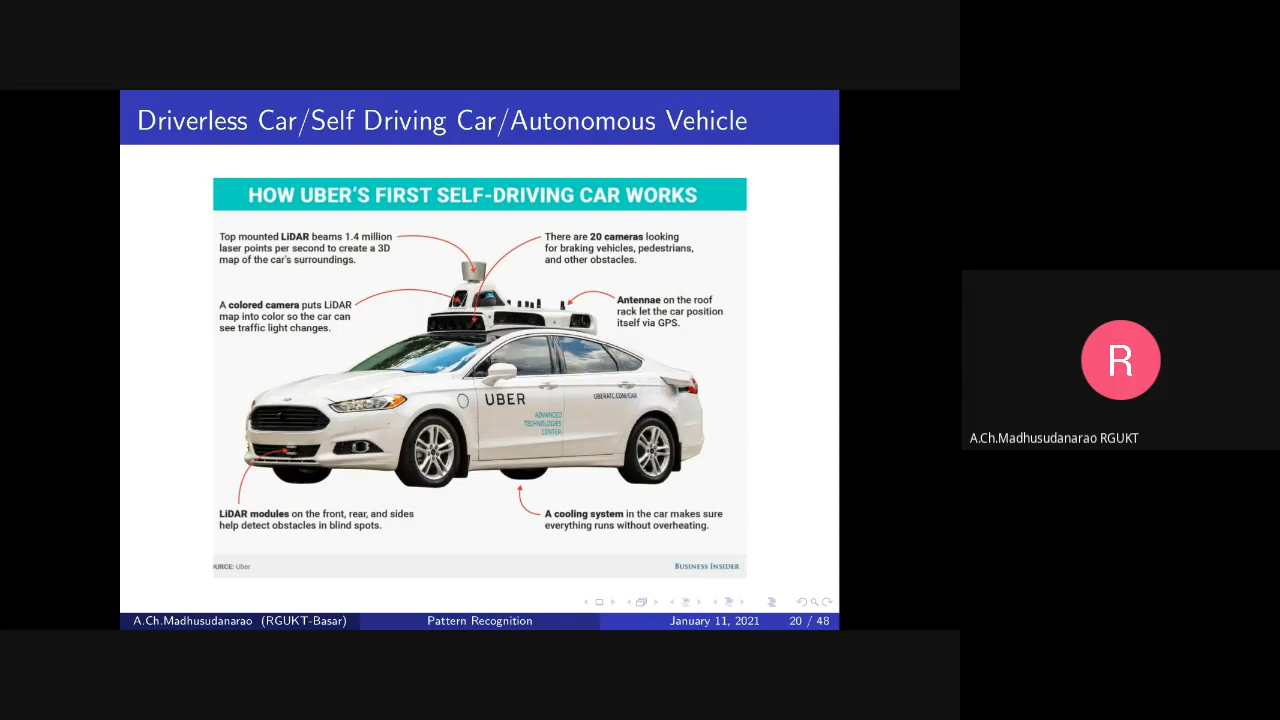 Driverless Car/Self Driving Car/Autonomous Vehicle
HOW UBER'S FIRST SELF-DRIVING CAR WORKS
Top mounted LiDAR beams 1.4 million
laser points per second to create a 3D
map of the car's surroundings.
There are 20 cameras looking
for braking vehicles, pedestrians,
and other obstacles.
A colored camera puts LiDAR
map into color so the car can
see traffic light changes.
Antennae on the roof
rack let the car position
itself via GPS.
UBER
ADVANCED
TECHNOLOGIES
CENTER
UBERATC.COM/CAR
LiDAR modules on the front, rear, and sides
help detect obstacles in blind spots.
A cooling system in the car makes sure
everything runs without overheating.
URCE: Uber
BUSINESS INSIDER
A.Ch.Madhusudanarao (RGUKT-Basar)
Pattern Recognition
January 11, 2021
20 / 48
R
A.Ch.Madhusudanarao RGUKT